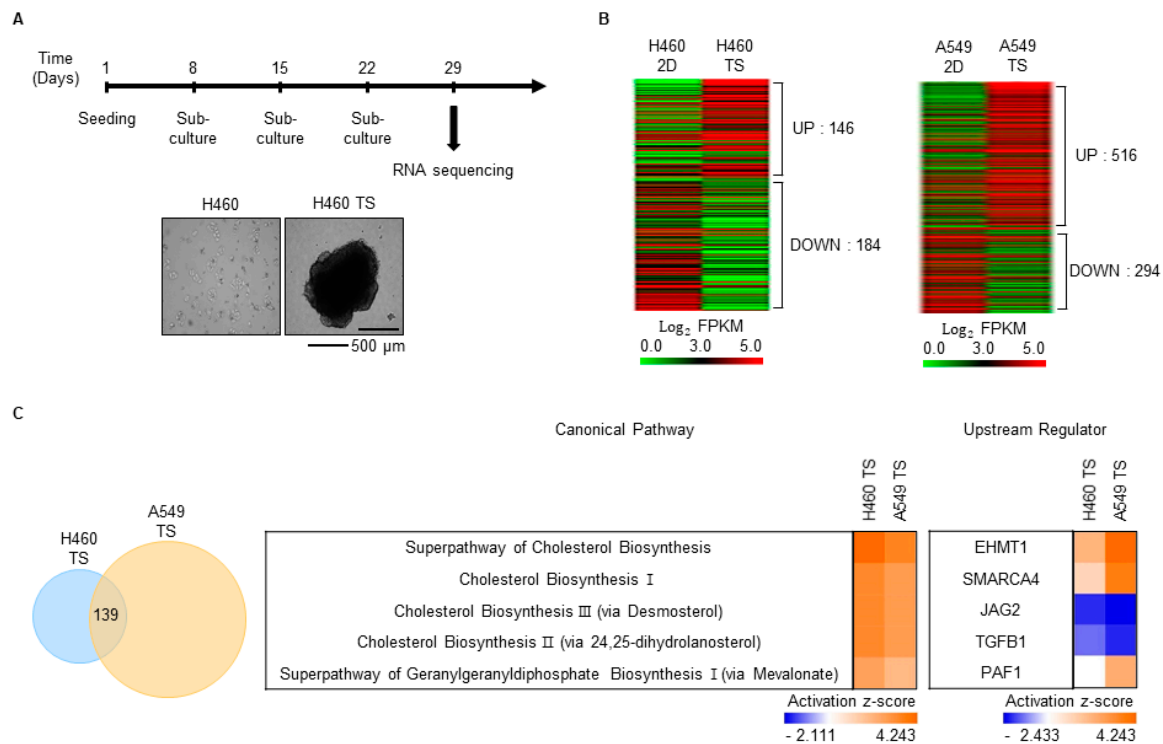 A
Time
(Days)
1 8 15 22 29
Seeding
Sub-
culture
Sub-
culture
Sub-
culture
RNA sequencing
H460
H460 TS
500 µm
B
H460
2D
H460
TS
UP : 146
DOWN : 184
Log₂ FPKM
0.0 3.0 5.0
A549
2D
A549
TS
UP : 516
DOWN : 294
Log₂ FPKM
0.0 3.0 5.0
C
H460
TS
A549
TS
139
Canonical Pathway
H460 TS
A549 TS
Superpathway of Cholesterol Biosynthesis
Cholesterol Biosynthesis Ⅰ
Cholesterol Biosynthesis Ⅲ (via Desmosterol)
Cholesterol Biosynthesis Ⅱ (via 24,25-dihydrolanosterol)
Superpathway of Geranylgeranyldiphosphate Biosynthesis Ⅰ (via Mevalonate)
Activation z-score
- 2.111 4.243
Upstream Regulator
H460 TS
A549 TS
EHMT1
SMARCA4
JAG2
TGFB1
PAF1
Activation z-score
- 2.433 4.243